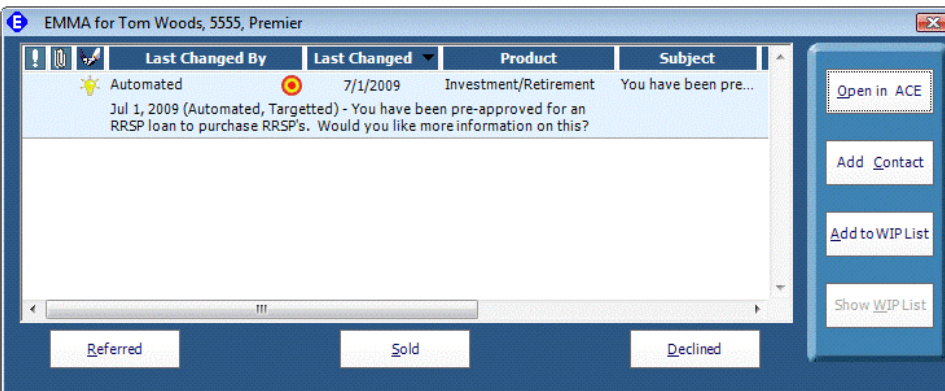 E EMMA for Tom Woods, 5555, Premier
! Last Changed By Last Changed Product Subject
Automated 7/1/2009 Investment/Retirement You have been pre...
Jul 1, 2009 (Automated, Targetted) - You have been pre-approved for an
RRSP loan to purchase RRSP's. Would you like more information on this?
Open in ACE
Add Contact
Add to WIP List
Show WIP List
Referred Sold Declined